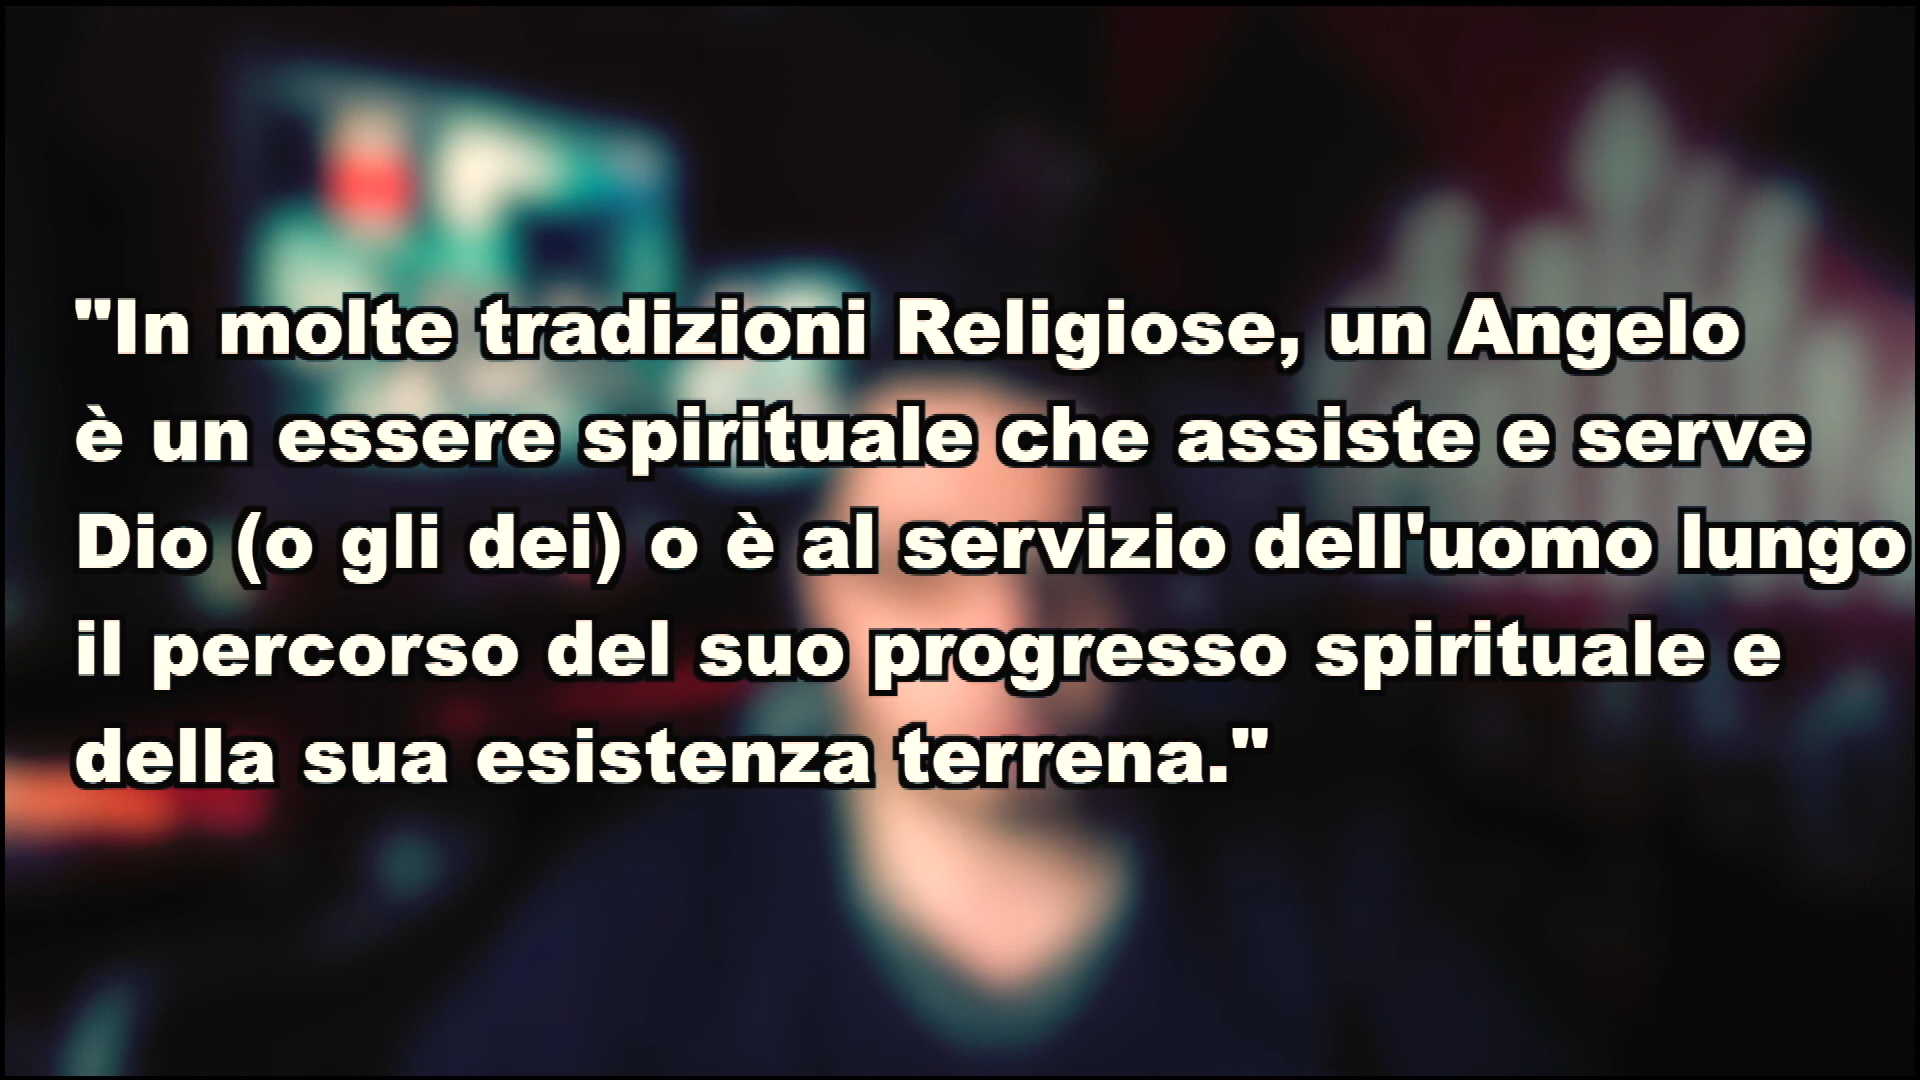 "In molte tradizioni Religiose, un Angelo
è un essere spirituale che assiste e serve
Dio (o gli dei) o è al servizio dell'uomo lungo
il percorso del suo progresso spirituale e
della sua esistenza terrena."